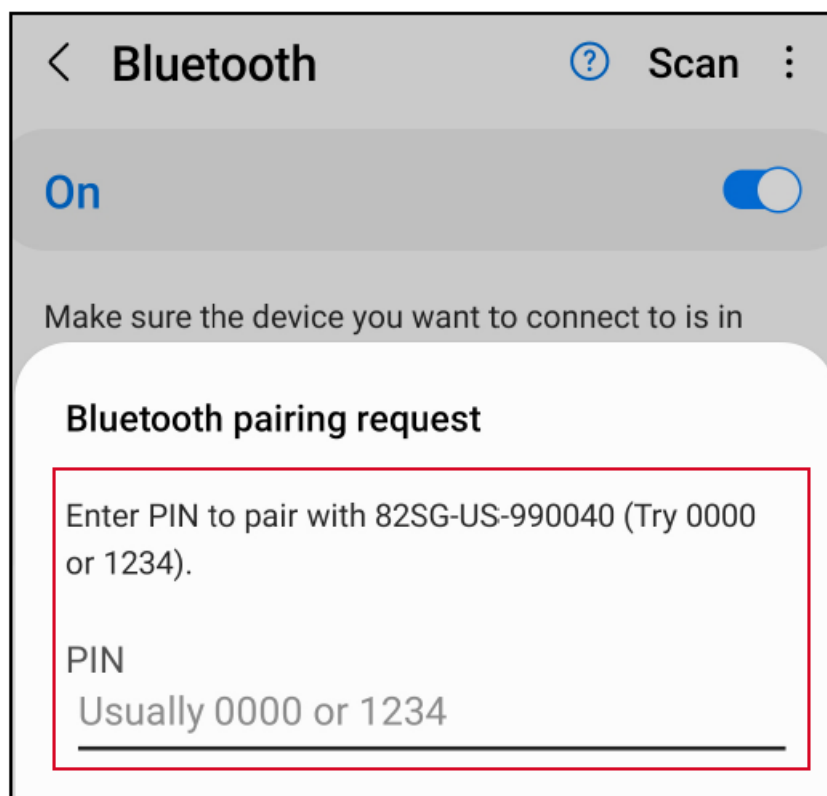 Bluetooth
Scan
On
Make sure the device you want to connect to is in
Bluetooth pairing request
Enter PIN to pair with 82SG-US-990040 (Try 0000
or 1234).
PIN
Usually 0000 or 1234